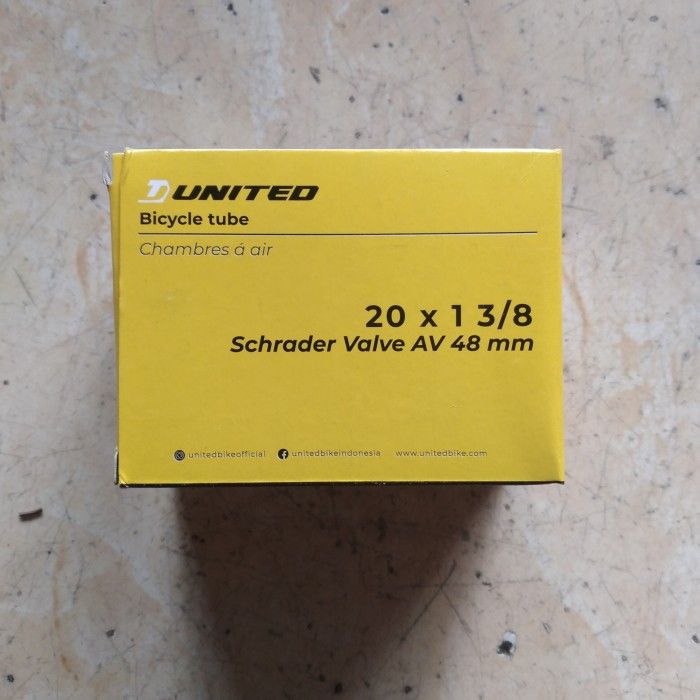 UNITED
Bicycle tube
Chambres á air
20 x 1 3/8
Schrader Valve AV 48 mm
unitedbikeofficial unitedbikeindonesia www.unitedbike.com